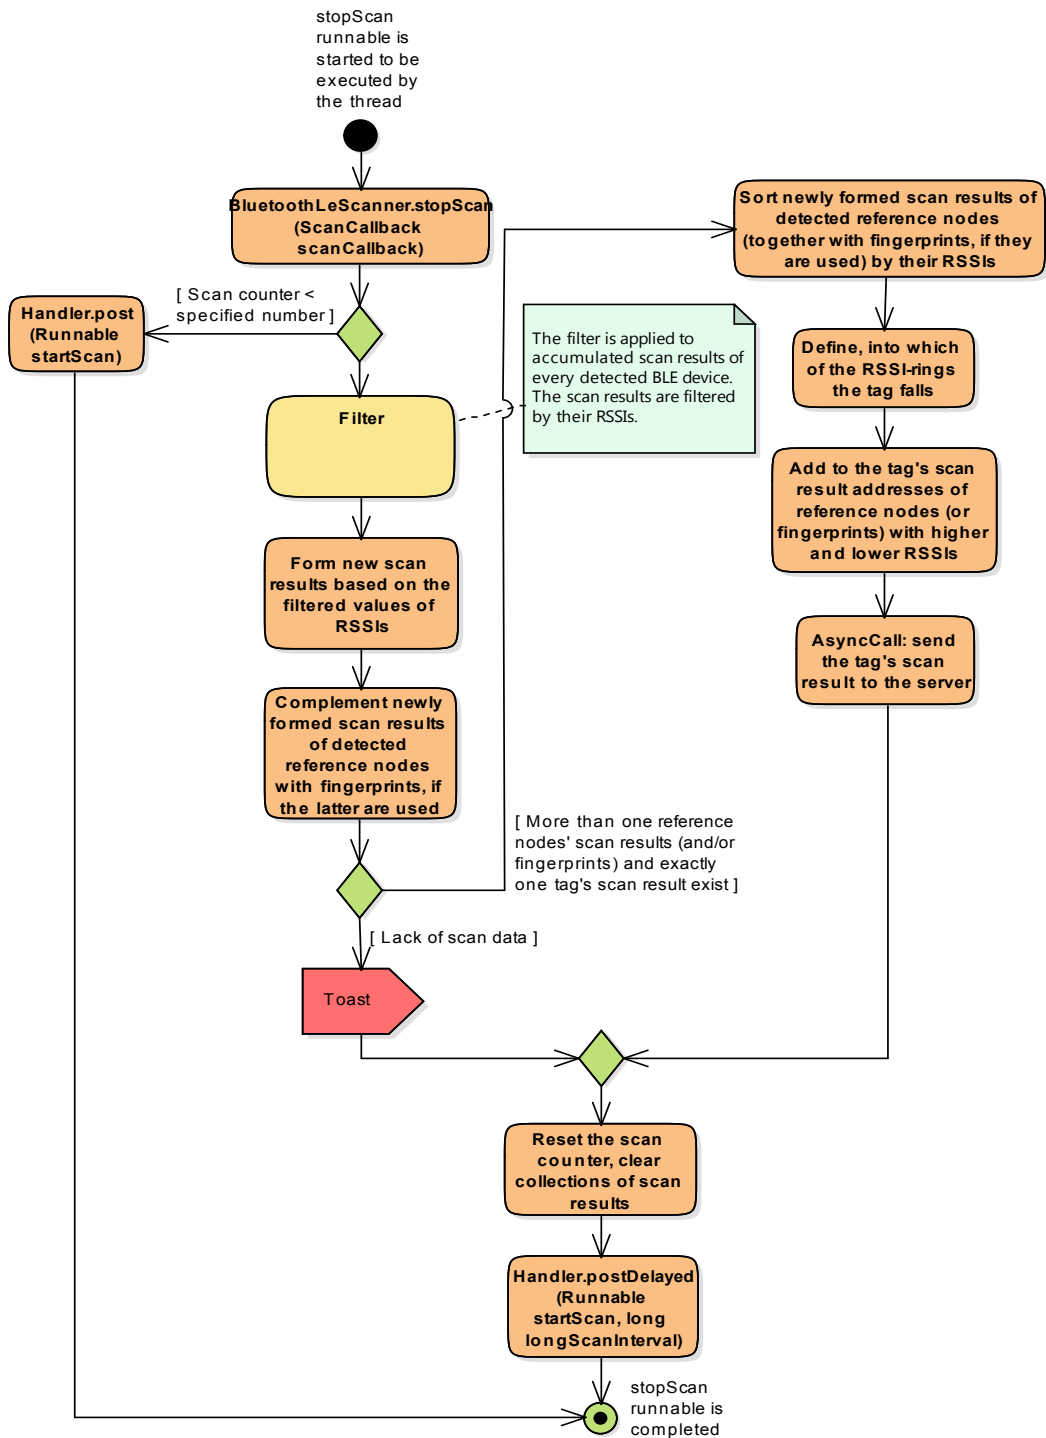 stopScan
runnable is
started to be
executed by
the thread
BluetoothLeScanner.stopScan
(ScanCallback
scanCallback)
[ Scan counter <
specified number ]
Handler.post
(Runnable
startScan)
Filter
The filter is applied to
accumulated scan results of
every detected BLE device.
The scan results are filtered
by their RSSIs.
Form new scan
results based on the
filtered values of
RSSIs
Complement newly
formed scan results
of detected
reference nodes
with fingerprints, if
the latter are used
[ More than one reference
nodes' scan results (and/or
fingerprints) and exactly
one tag's scan result exist ]
[ Lack of scan data ]
Toast
Sort newly formed scan results of
detected reference nodes
(together with fingerprints, if they
are used) by their RSSIs
Define, into which
of the RSSI-rings
the tag falls
Add to the tag's scan
result addresses of
reference nodes (or
fingerprints) with higher
and lower RSSIs
AsyncCall: send
the tag's scan
result to the server
Reset the scan
counter, clear
collections of scan
results
Handler.postDelayed
(Runnable
startScan, long
longScanInterval)
stopScan
runnable is
completed